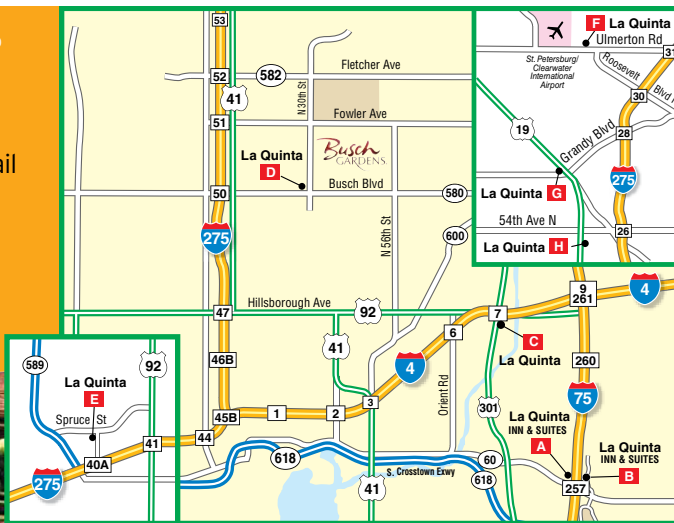 ail
53
52
582
Fletcher Ave
41
N 30th St
51
Fowler Ave
Busch
GARDENS
La Quinta
D
Busch Blvd
50
580
275
N 56th St
600
Hillsborough Ave
47
92
7
9
261
4
41
6
C
La Quinta
46B
4
Orient Rd
260
3
75
301
45B
1
2
La Quinta
INN & SUITES
A
La Quinta
INN & SUITES
B
44
618
60
S. Crosstown Expwy
618
257
41
F
La Quinta
Ulmerton Rd
31
St. Petersburg/
Clearwater
International
Airport
Roosevelt
Blvd
30
19
Grandy Blvd
28
275
La Quinta
G
54th Ave N
26
La Quinta
H
589
92
La Quinta
E
Spruce St
41
40A
275